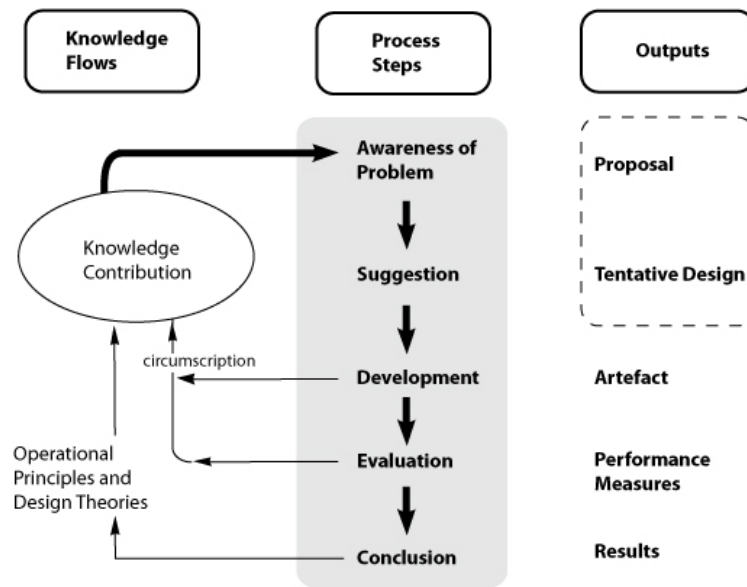 Knowledge
Flows
Process
Steps
Outputs
Awareness of
Problem
Proposal
Knowledge
Contribution
Suggestion
Tentative Design
circumscription
Development
Artefact
Operational
Principles and
Design Theories
Evaluation
Performance
Measures
Conclusion
Results